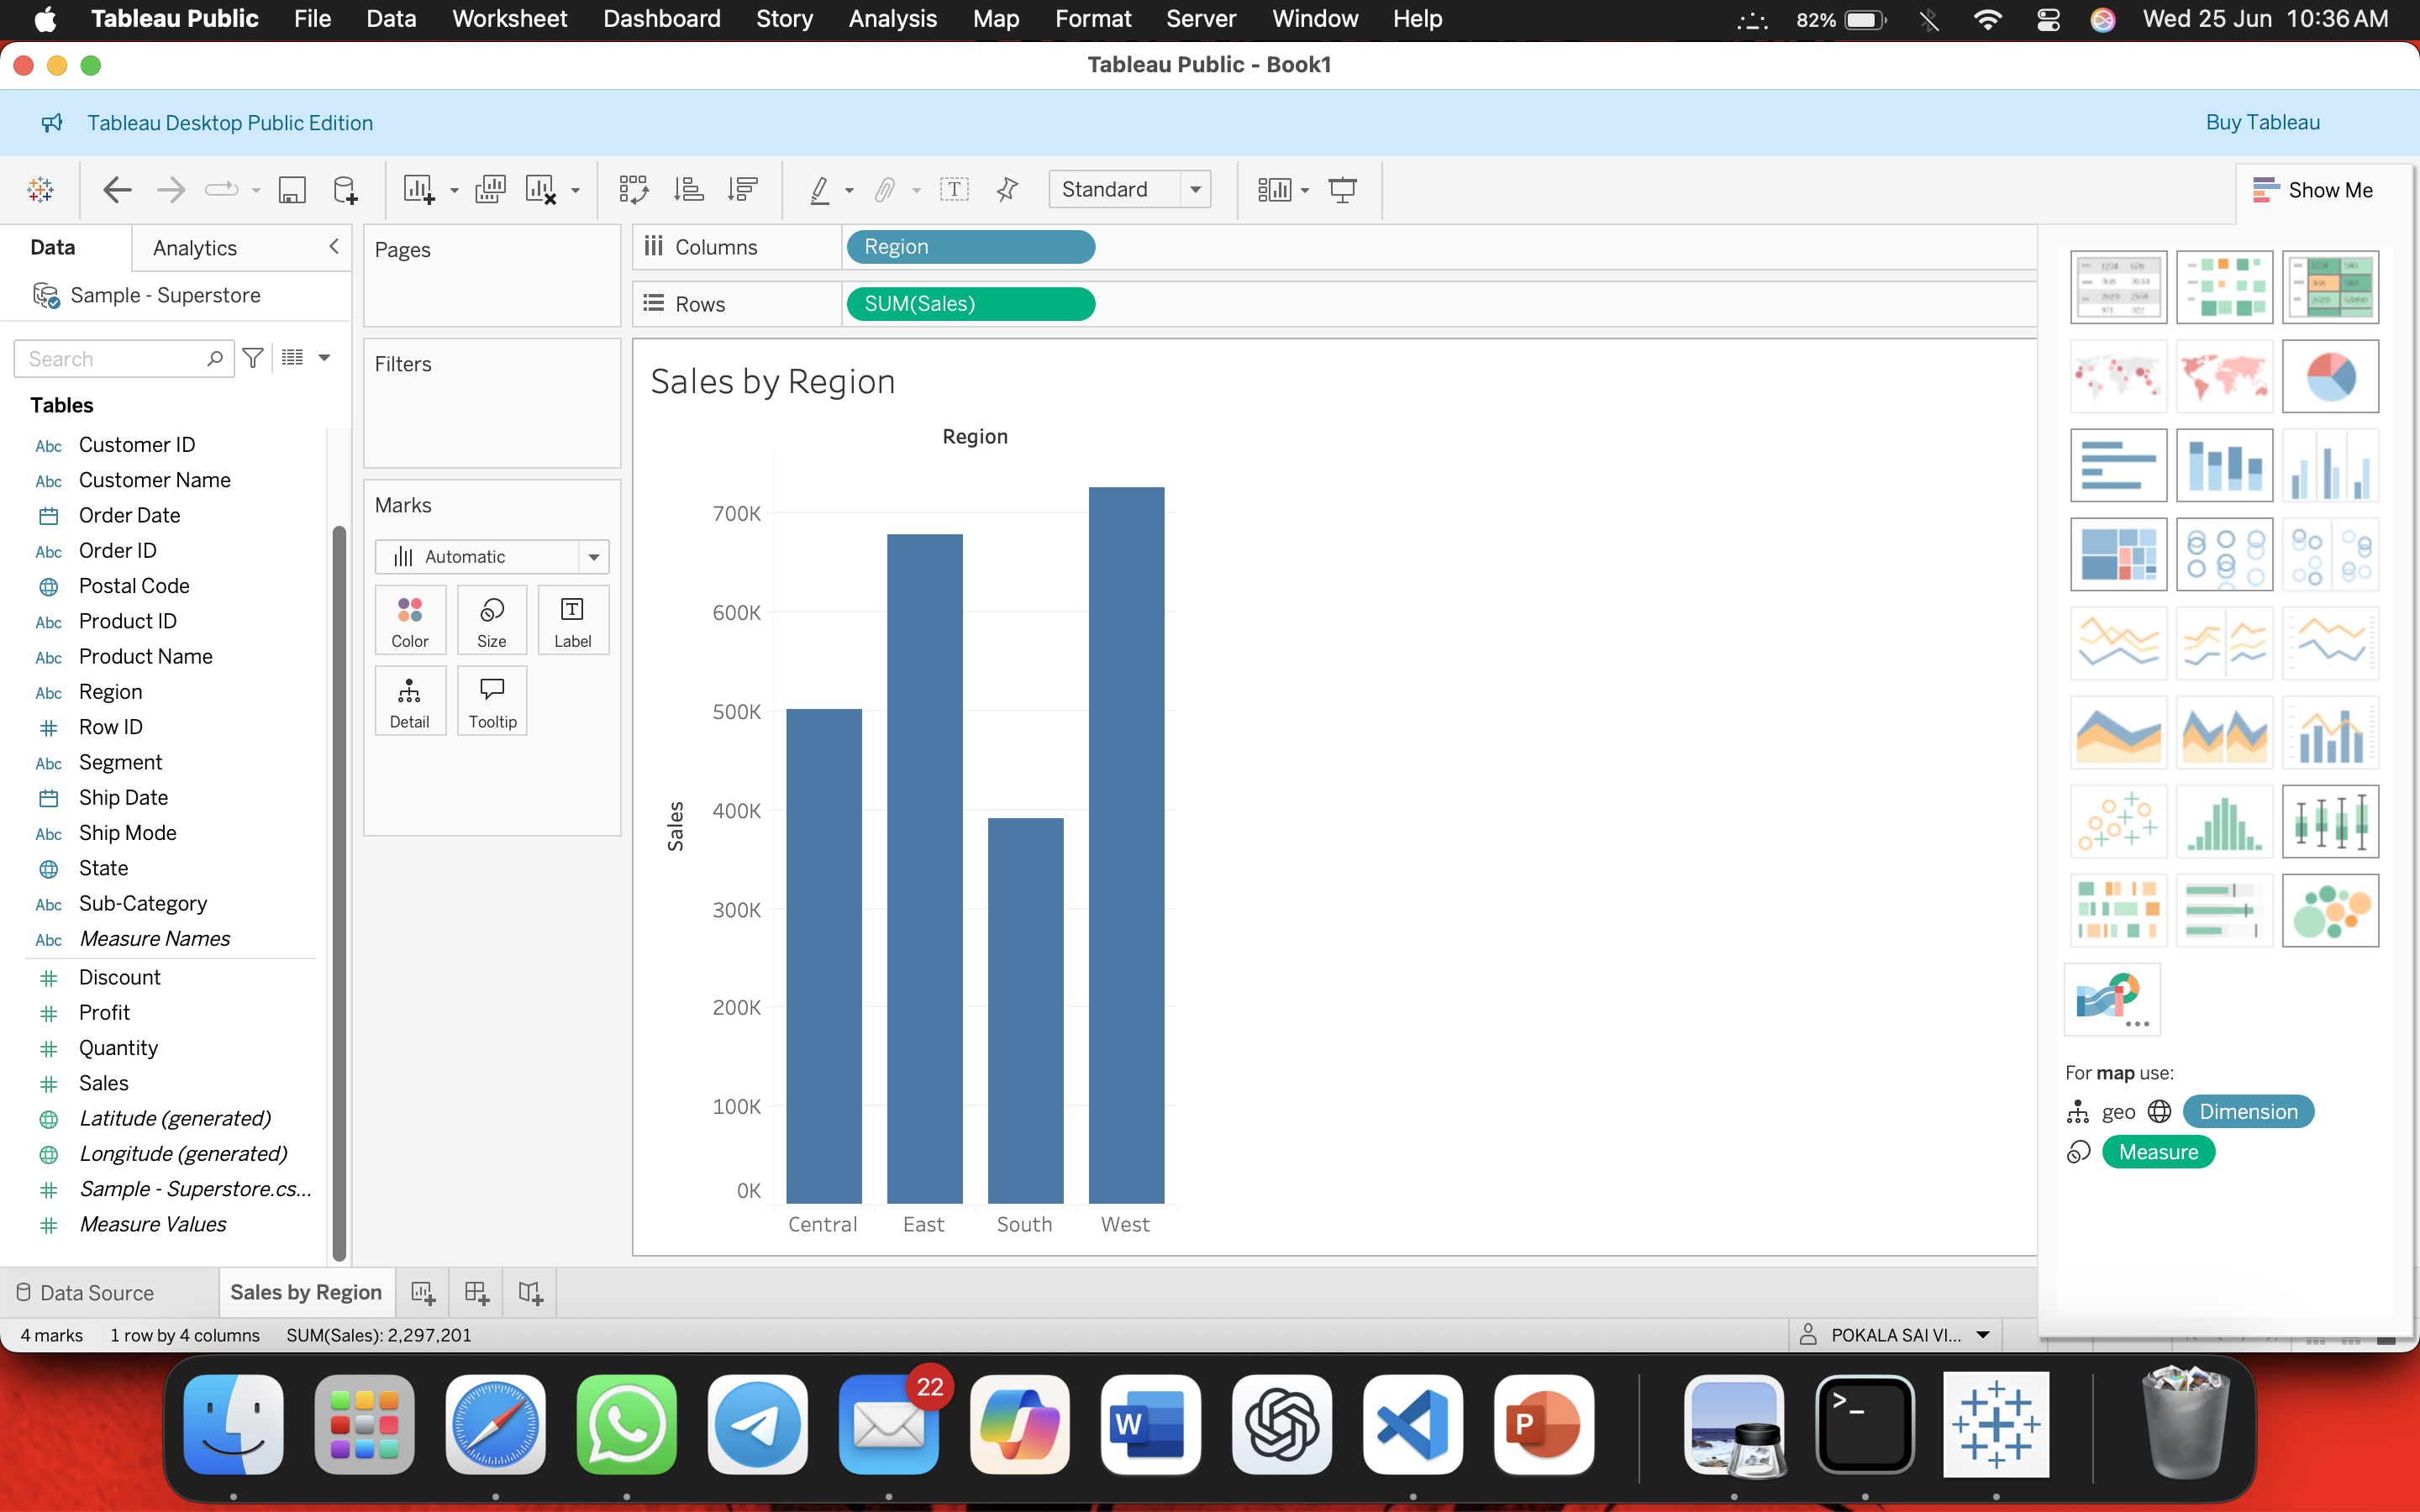 Tableau Public File Data Worksheet Dashboard Story Analysis Map Format Server Window Help 82% Wed 25 Jun 10:36 AM
Tableau Public - Book1
Tableau Desktop Public Edition
Buy Tableau
Standard
Show Me
Data
Analytics
Sample - Superstore
Search
Tables
Abc Customer ID
Abc Customer Name
Order Date
Abc Order ID
Postal Code
Abc Product ID
Abc Product Name
Abc Region
Row ID
Abc Segment
Ship Date
Abc Ship Mode
State
Abc Sub-Category
Abc Measure Names
Discount
Profit
Quantity
Sales
Latitude (generated)
Longitude (generated)
Sample - Superstore.cs...
Measure Values
Pages
Filters
Marks
Automatic
Color
Size
Label
Detail
Tooltip
Columns
Region
Rows
SUM(Sales)
Sales by Region
Region
Sales
700K
600K
500K
400K
300K
200K
100K
0K
Central East South West
For map use:
geo Dimension
Measure
Data Source
Sales by Region
4 marks 1 row by 4 columns SUM(Sales): 2,297,201
POKALA SAI VI...
22
W
P